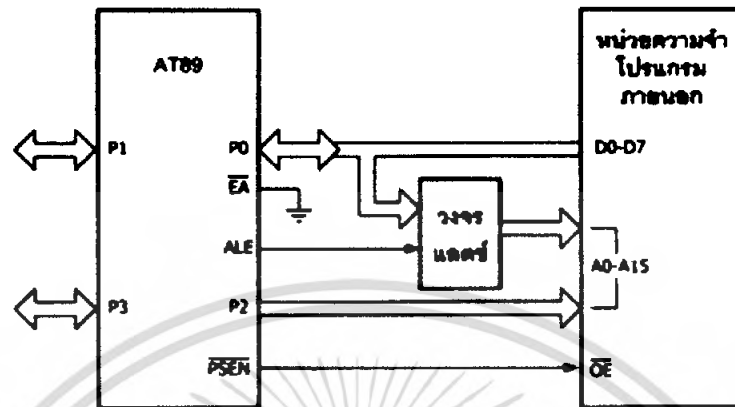 AT89
หน่วยความจำ
โปรแกรม
ภายนอก
P1
P0
D0-D7
EA
วงจร
แลตช์
ALE
A0-A15
P3
P2
PSEN
OE